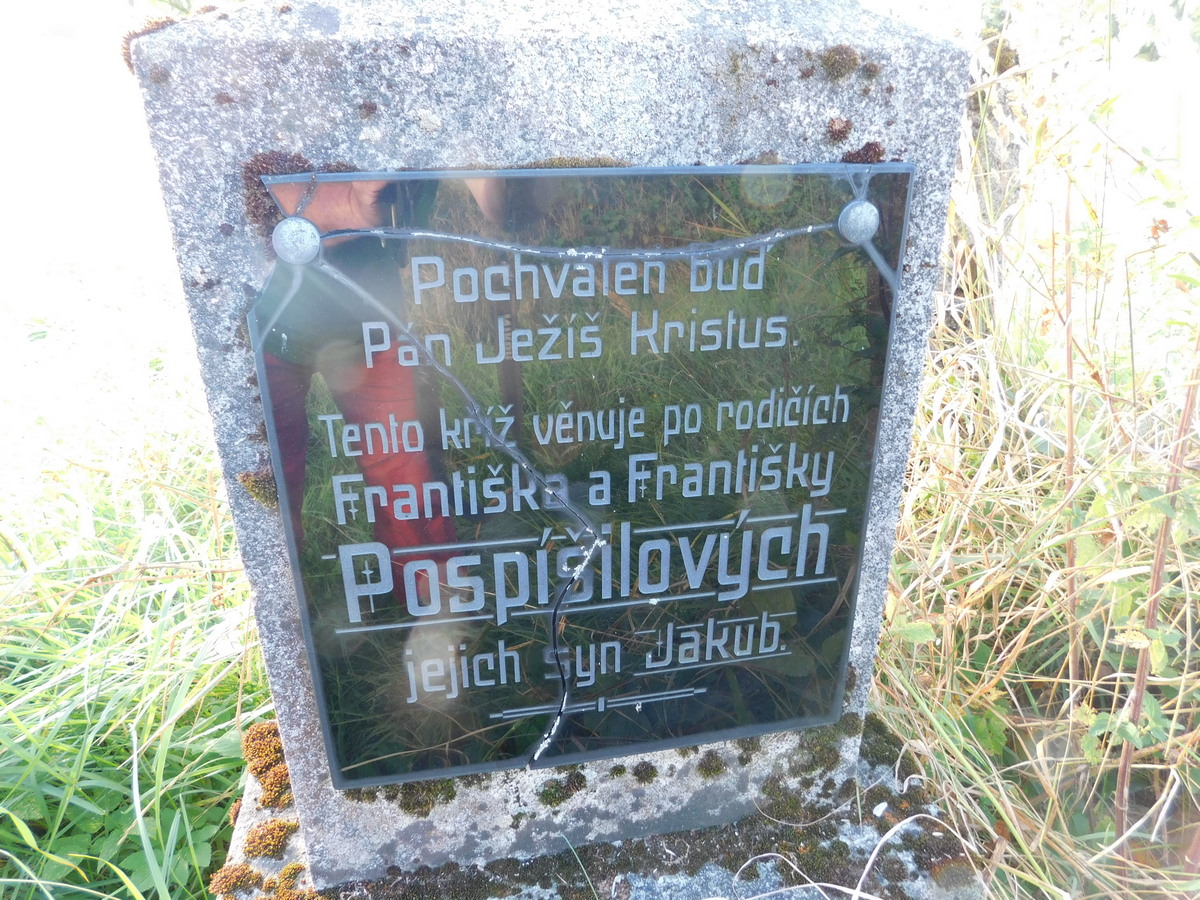 Pochválen buď
Pán Ježíš Kristus.
Tento kříž věnuje po rodičích
Františka a Františky
Pospíšilových
jejich syn Jakub.